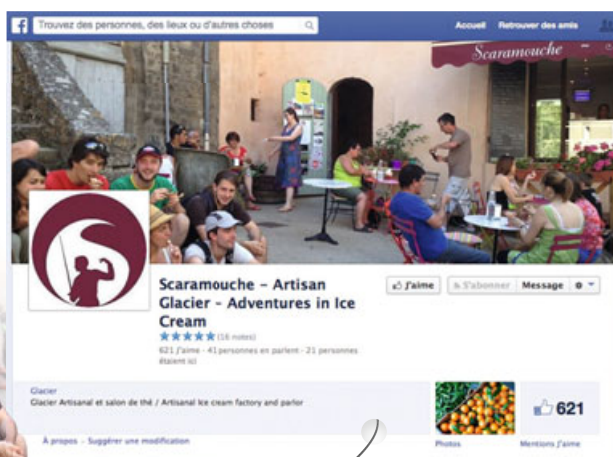 Trouvez des personnes, des lieux ou d'autres choses
Accueil Retrouver des amis
Scaramouche
Scaramouche - Artisan
Glacier - Adventures in Ice
Cream
(16 notes)
621 J'aime · 41 personnes en parlent · 21 personnes
étaient ici
J'aime S'abonner Message
Glacier
Glacier Artisanal et salon de thé / Artisanal Ice cream factory and parlor
621
À propos - Suggérer une modification
Photos
Mentions J'aime